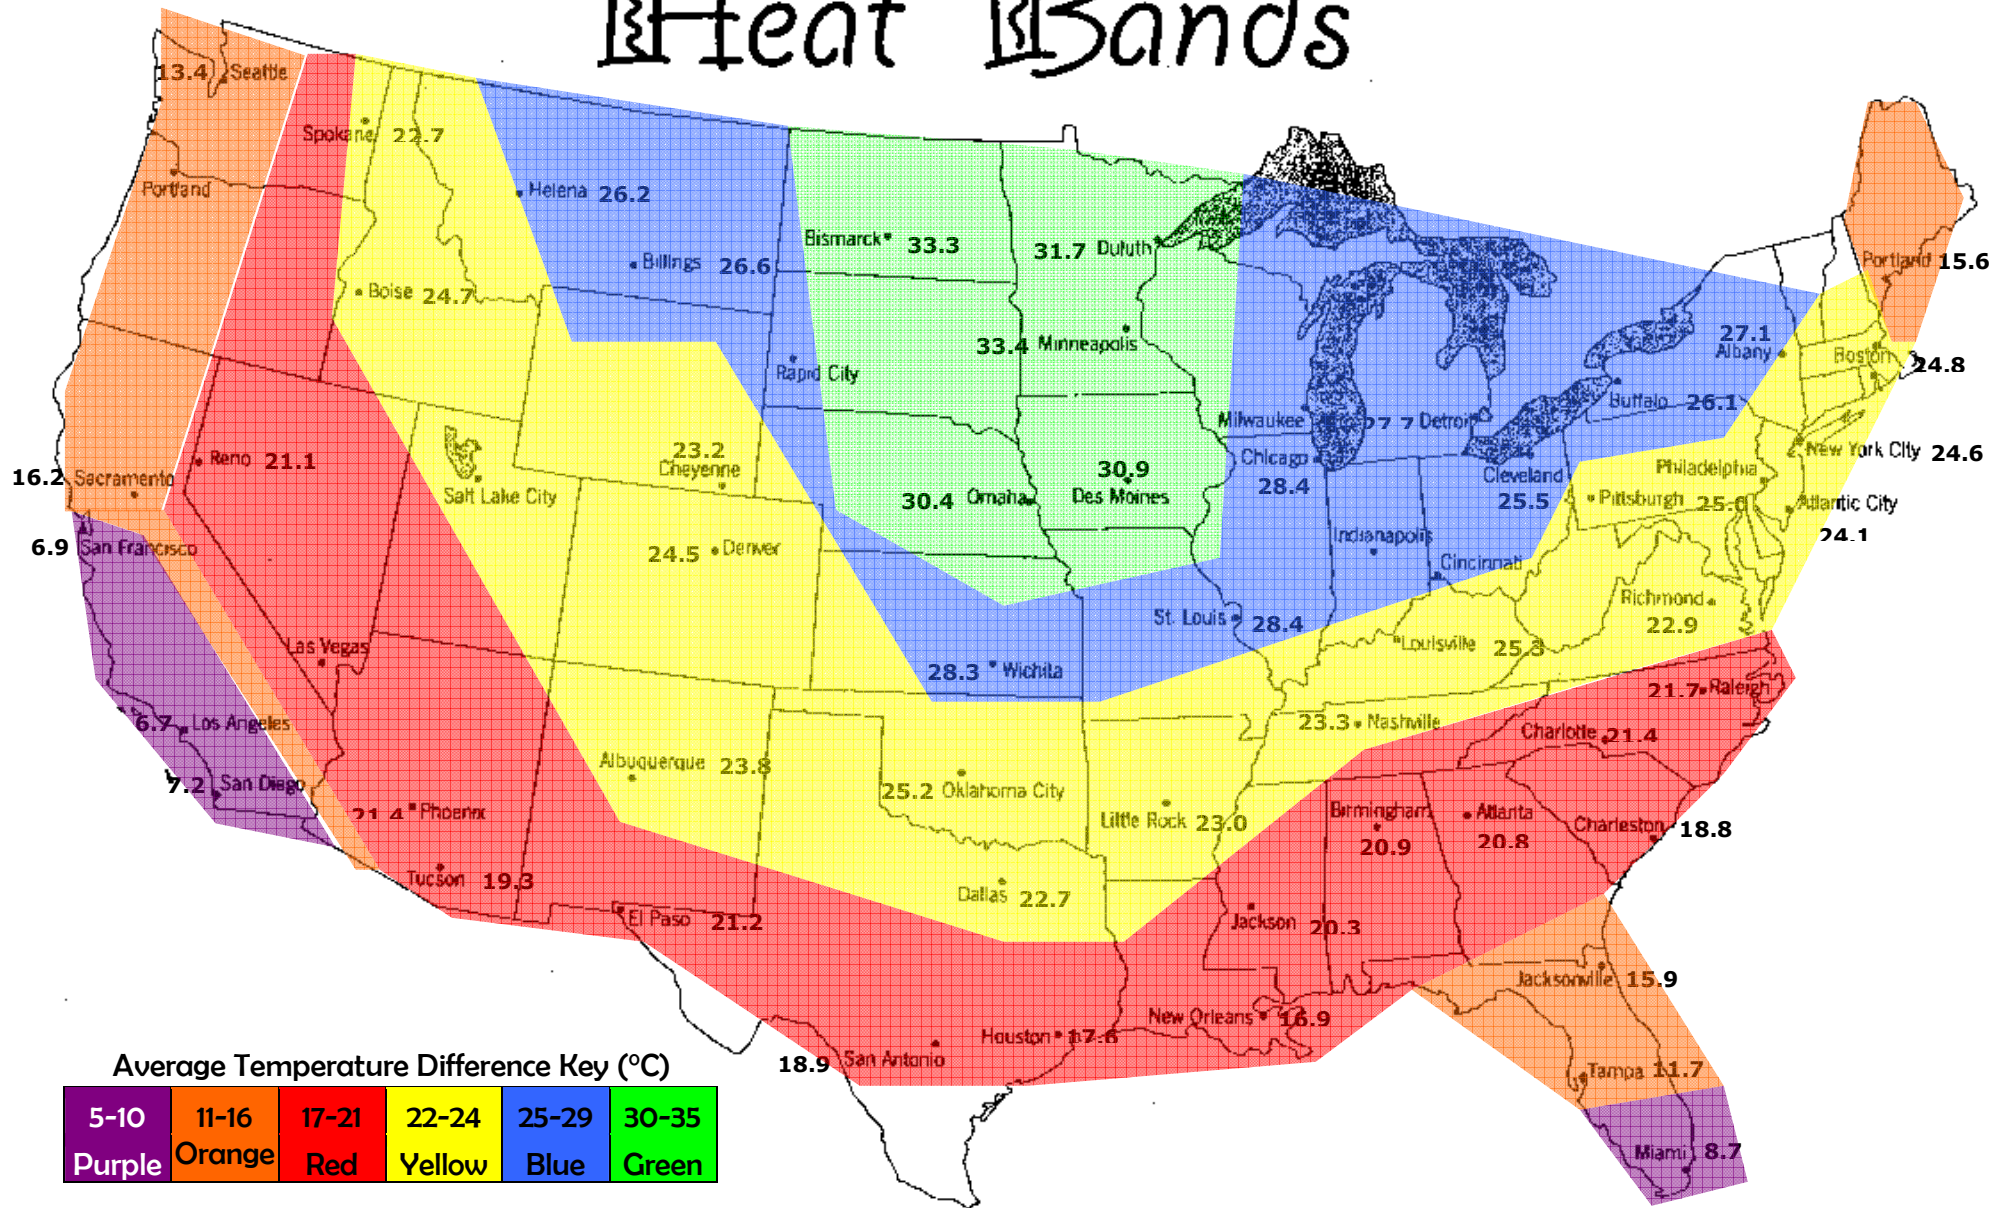 Heat Bands
13.4 Seattle
Spokane 22.7
Portland
Helena 26.2
Billings 26.6
Boise 24.7
Bismarck 33.3
31.7 Duluth
33.4 Minneapolis
Rapid City
Portland 15.6
27.1
Albany
Boston
24.8
Buffalo 26.1
Milwaukee
27.7 Detroit
Chicago
28.4
Cleveland
25.5
New York City 24.6
Philadelphia
Pittsburgh
Atlantic City
24.1
Reno 21.1
16.2 Sacramento
Salt Lake City
23.2
Cheyenne
30.4 Omaha
30.9
Des Moines
6.9 San Francisco
24.5 Denver
Indianapolis
Cincinnati
Richmond
22.9
St. Louis 28.4
Louisville 25.3
Las Vegas
28.3 Wichita
21.7 Raleigh
6.7 Los Angeles
23.3 Nashville
Charlotte 21.4
7.2 San Diego
Albuquerque 23.8
25.2 Oklahoma City
21.4 Phoenix
Little Rock 23.0
Birmingham
20.9
Atlanta
20.8
Charleston 18.8
Tucson 19.3
Dallas 22.7
El Paso 21.2
Jackson 20.3
Jacksonville 15.9
New Orleans 16.9
Houston
18.9 San Antonio
Tampa 11.7
Miami 8.7
Average Temperature Difference Key (°C)
5-10 11-16 17-21 22-24 25-29 30-35
Purple Orange Red Yellow Blue Green